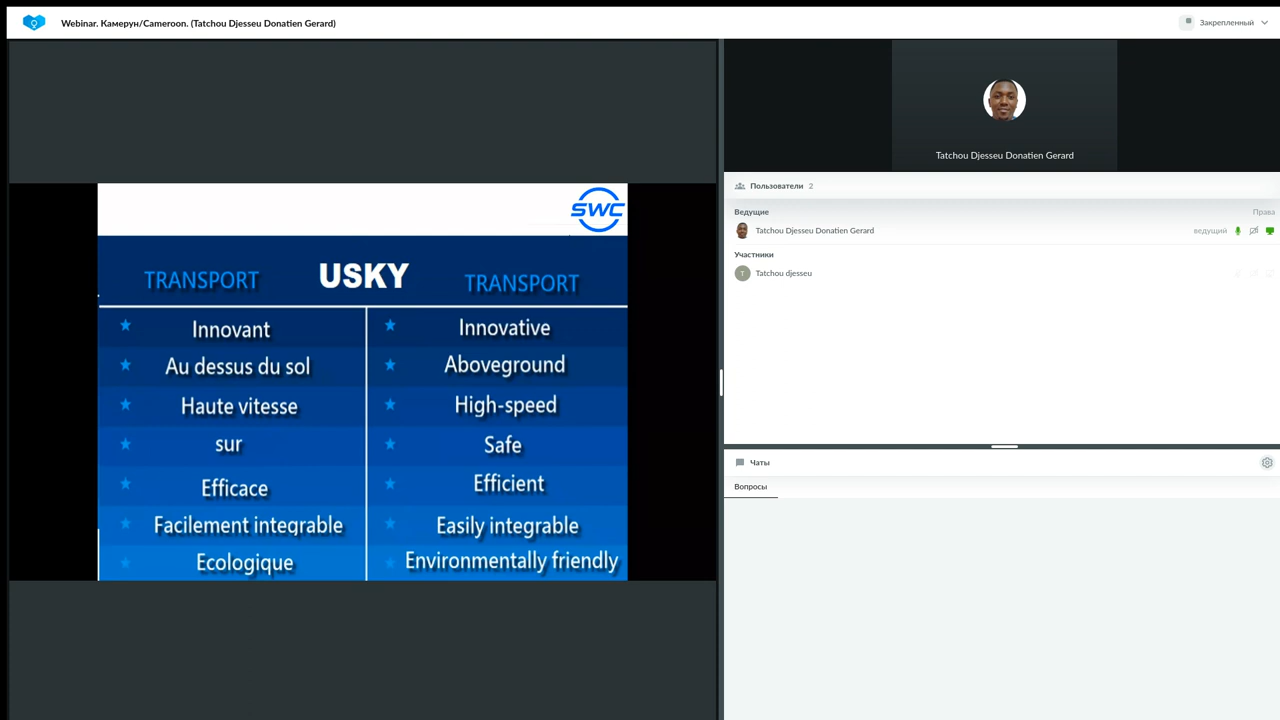 Webinar. Камерун/Cameroon. (Tatchou Djesseu Donatien Gerard)
Закрепленный
SWC
TRANSPORT USKY TRANSPORT
Innovant
Innovative
Au dessus du sol
Aboveground
Haute vitesse
High-speed
sur
Safe
Efficace
Efficient
Facilement integrable
Easily integrable
Ecologique
Environmentally friendly
Tatchou Djesseu Donatien Gerard
Пользователи 2
Ведущие Права
Tatchou Djesseu Donatien Gerard ведущий
Участники
T Tatchou djesseu
Чаты
Вопросы